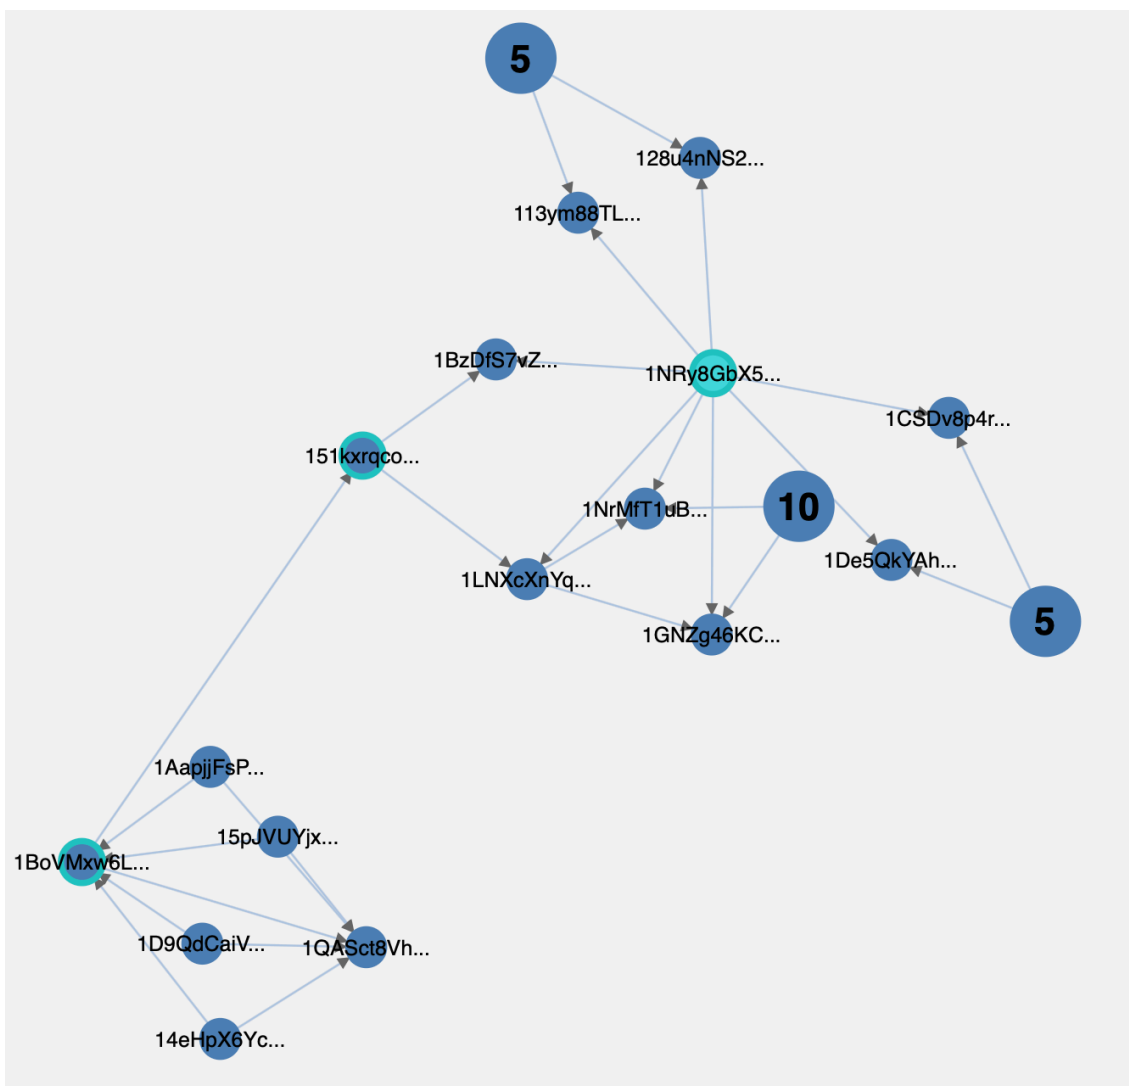 5
128u4nNS2...
113ym88TL...
1BzDfS7vZ...
1NRy8GbX5...
1CSDv8p4r...
151kxrqco...
1NrMfT1uB...
10
1De5QkYAh...
1LNXcXnYq...
5
1GNZg46KC...
1AapjjFsP...
15pJVUYjx...
1BoVMxw6L...
1D9QdCaiV...
1QASct8Vh...
14eHpX6Yc...